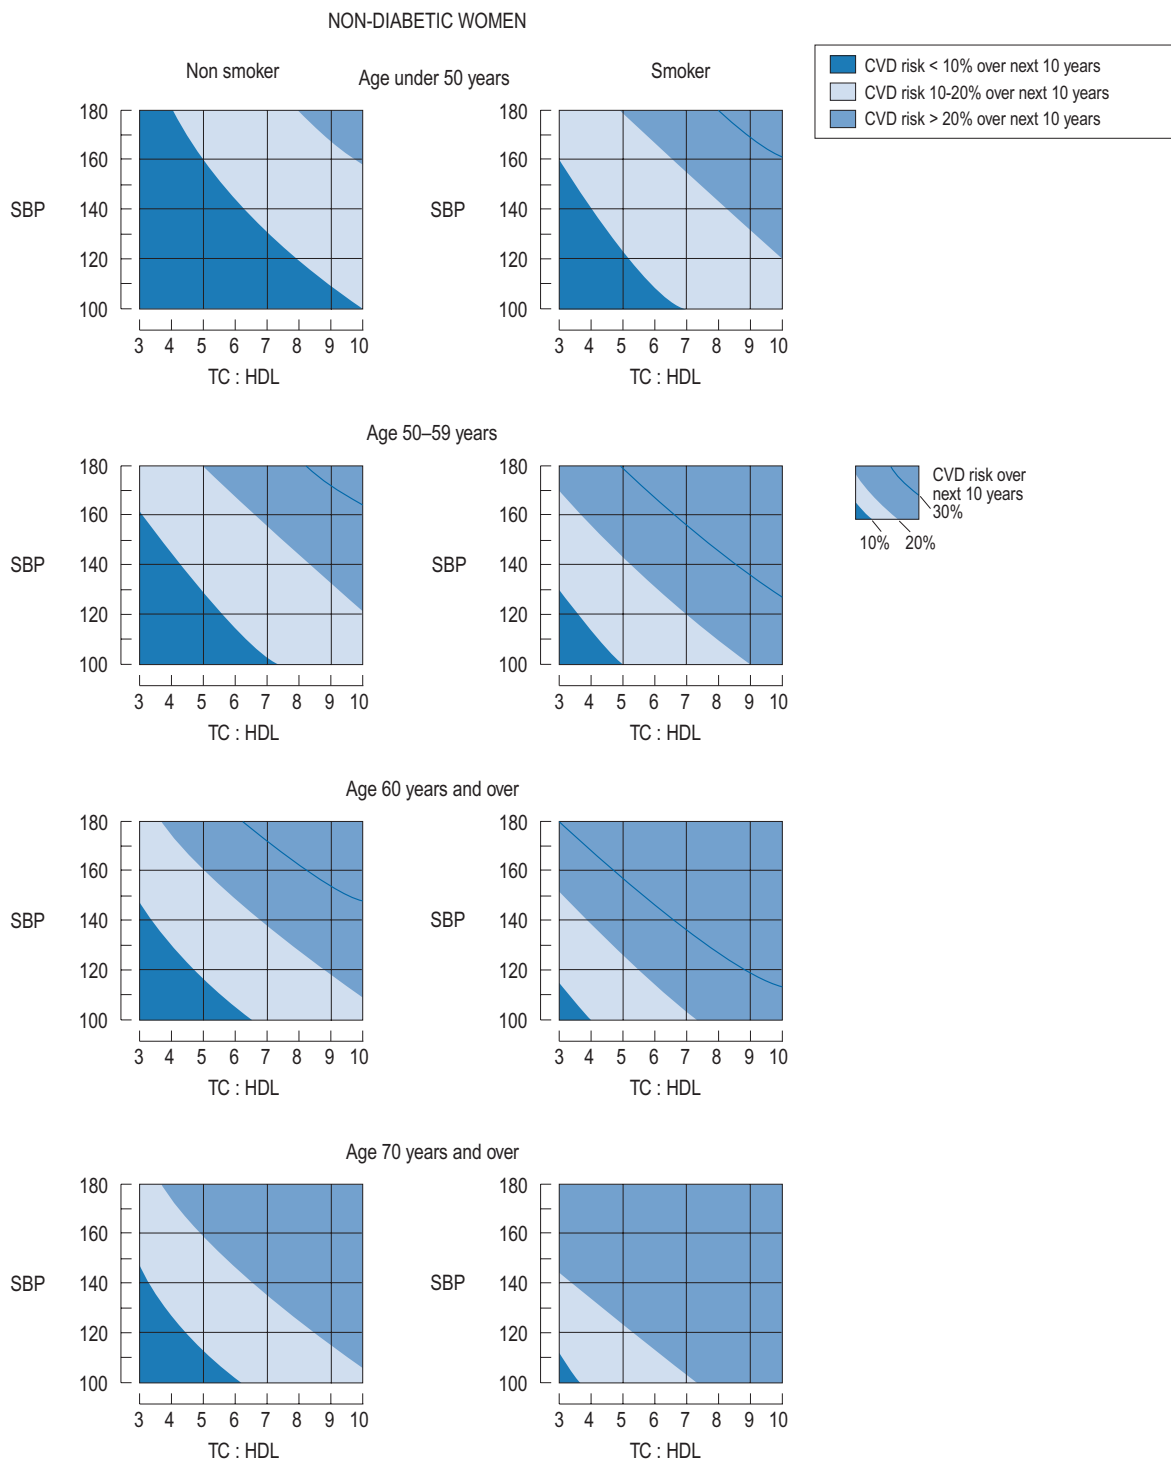 NON-DIABETIC WOMEN
Non smoker
Age under 50 years
Smoker
CVD risk < 10% over next 10 years
CVD risk 10-20% over next 10 years
CVD risk > 20% over next 10 years
SBP
180
160
140
120
100
3 4 5 6 7 8 9 10
TC : HDL
SBP
180
160
140
120
100
3 4 5 6 7 8 9 10
TC : HDL
Age 50–59 years
SBP
180
160
140
120
100
3 4 5 6 7 8 9 10
TC : HDL
SBP
180
160
140
120
100
3 4 5 6 7 8 9 10
TC : HDL
CVD risk over
next 10 years
30%
10% 20%
Age 60 years and over
SBP
180
160
140
120
100
3 4 5 6 7 8 9 10
TC : HDL
SBP
180
160
140
120
100
3 4 5 6 7 8 9 10
TC : HDL
Age 70 years and over
SBP
180
160
140
120
100
3 4 5 6 7 8 9 10
TC : HDL
SBP
180
160
140
120
100
3 4 5 6 7 8 9 10
TC : HDL